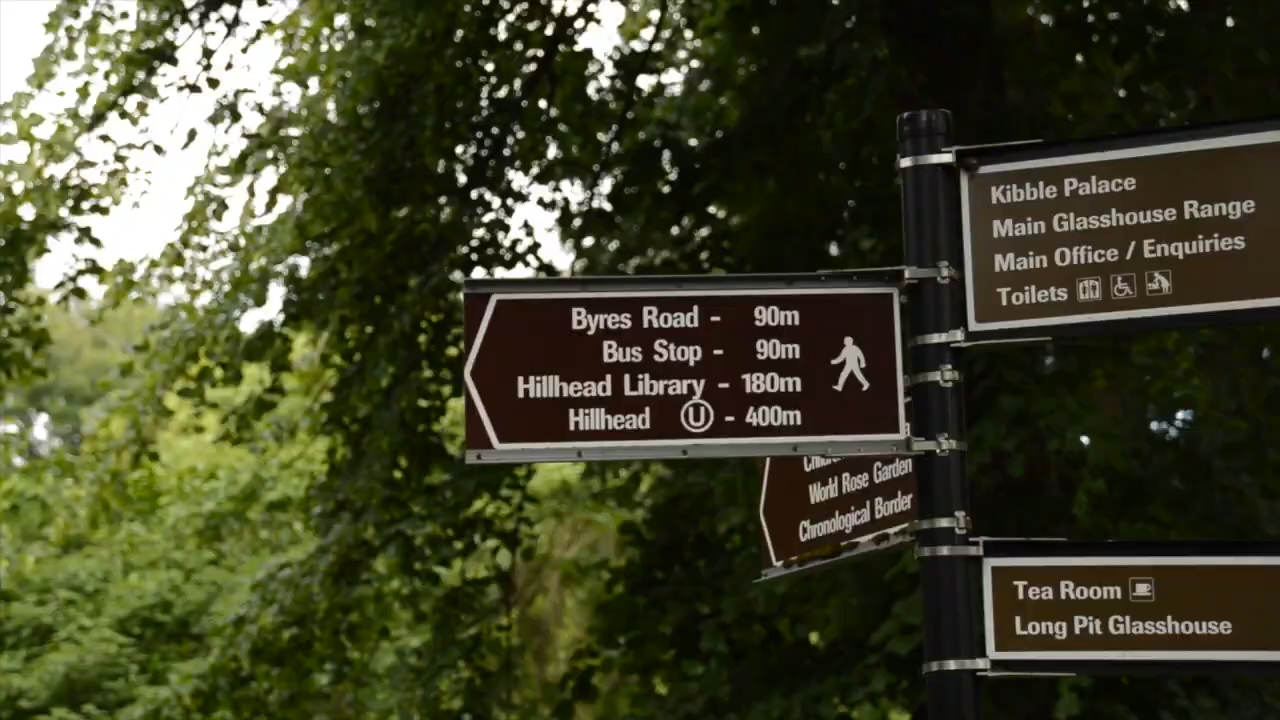 Kibble Palace
Main Glasshouse Range
Main Office / Enquiries
Toilets
Byres Road - 90m
Bus Stop - 90m
Hillhead Library - 180m
Hillhead U - 400m
World Rose Garden
Chronological Border
Tea Room
Long Pit Glasshouse